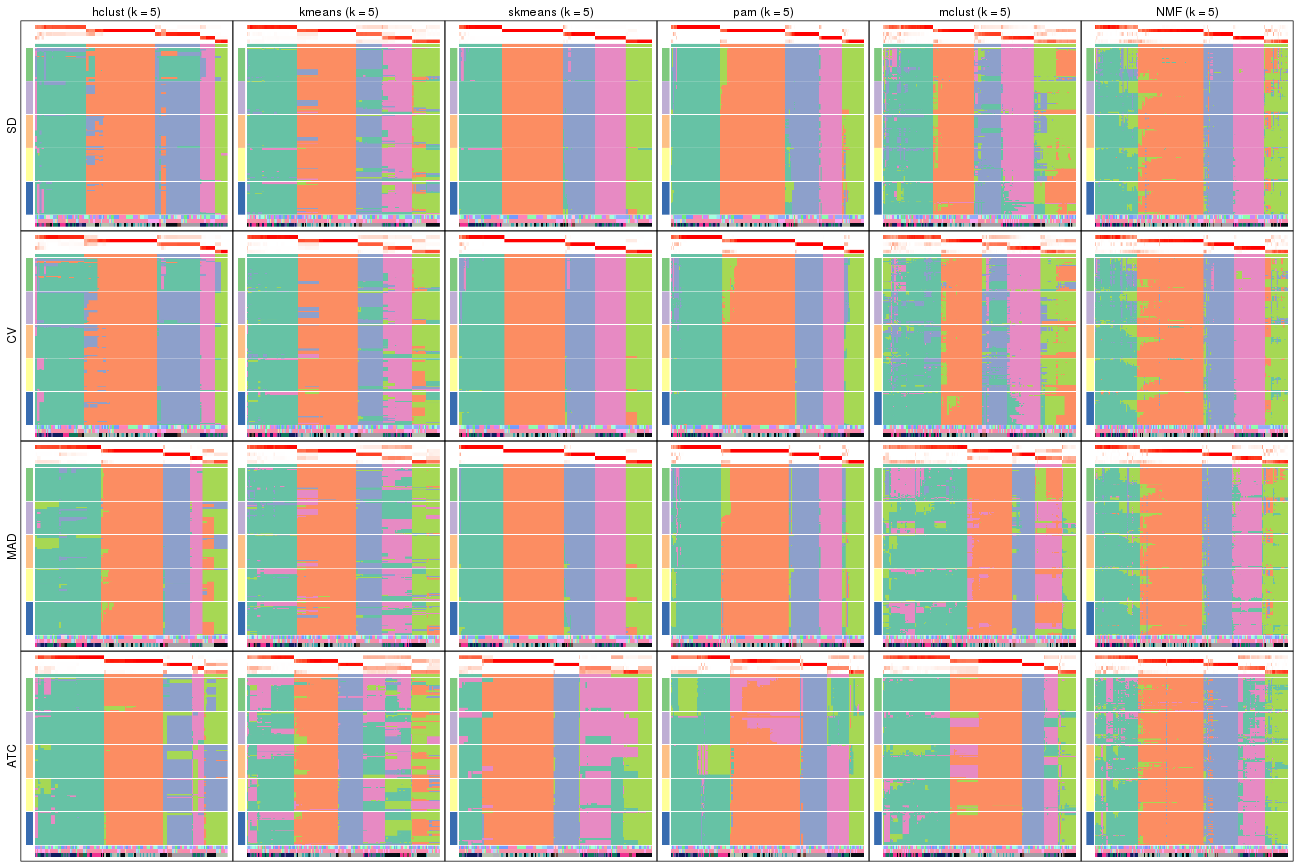 hclust (k = 5) kmeans (k = 5) skmeans (k = 5) pam (k = 5) mclust (k = 5) NMF (k = 5)
SD
CV
MAD
ATC